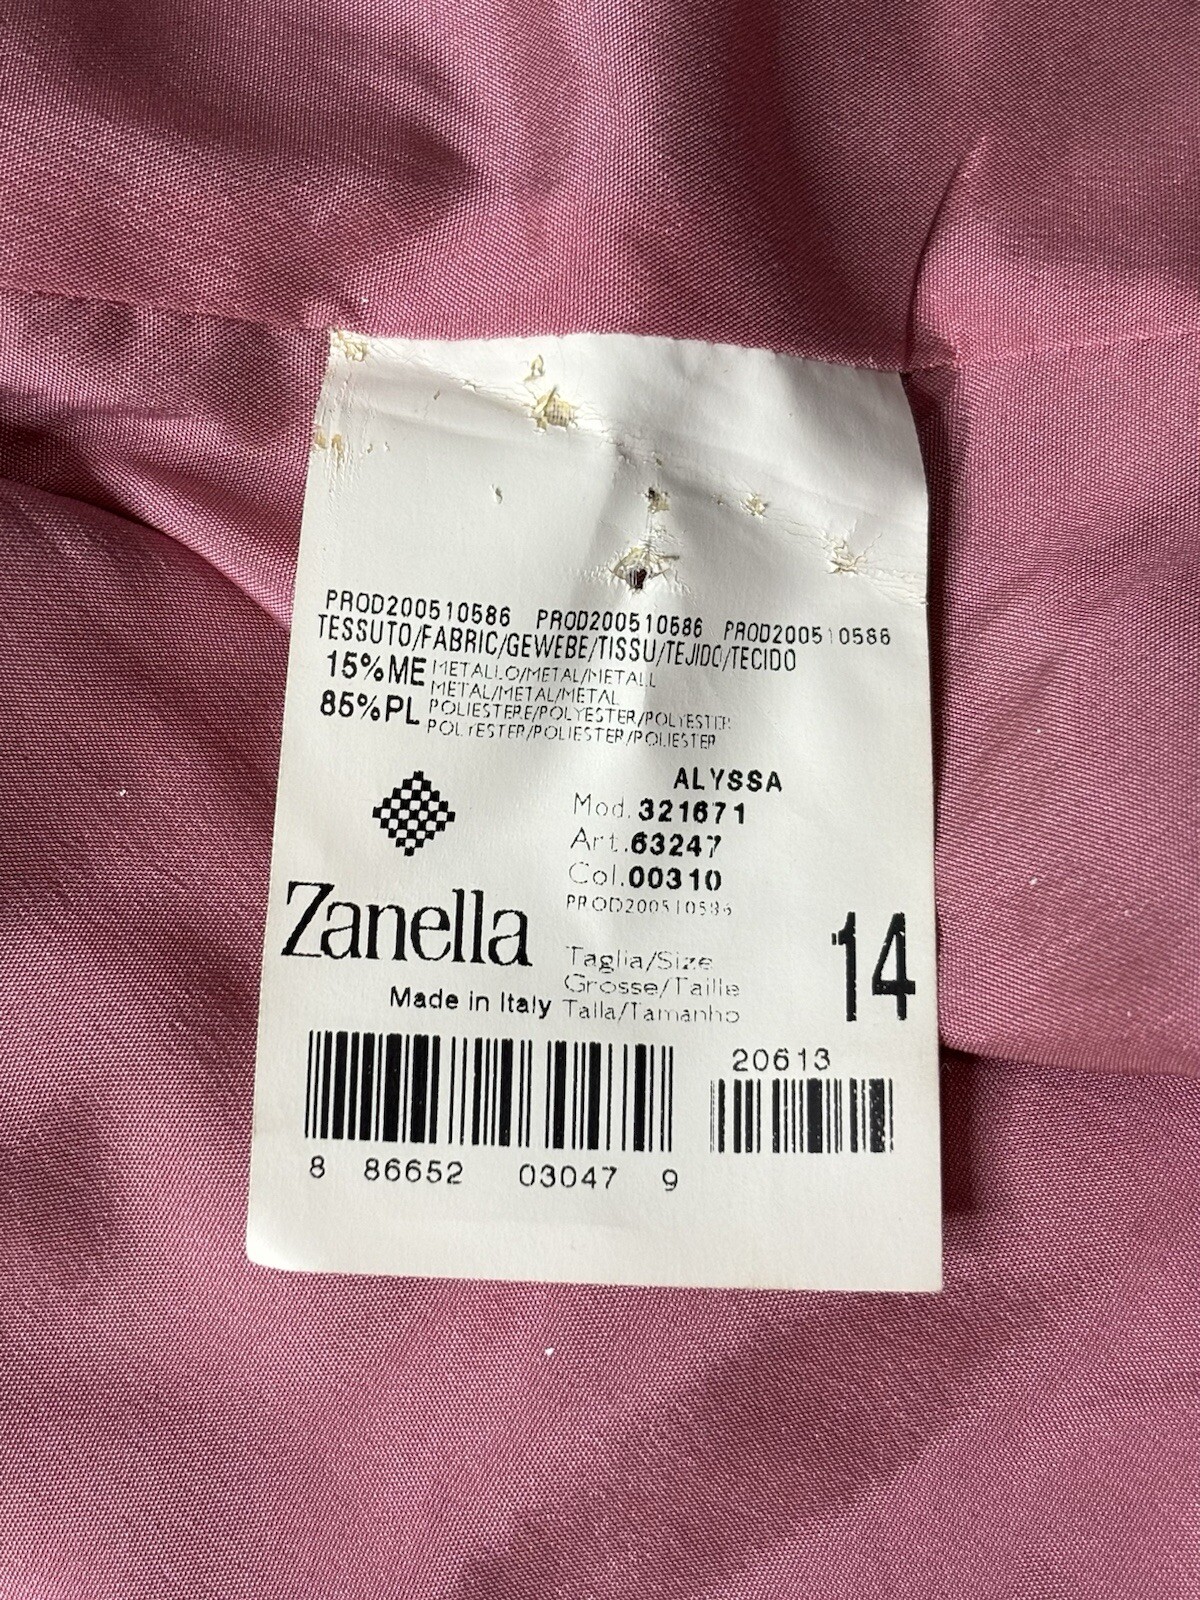 PROD200510586 PROD200510586 PROD200510586
TESSUTO/FABRIC/GEWEBE/TISSU/TEJIDO/TECIDO
15%ME METALLO/METAL/METALL
METAL/METAL/METAL
85%PL POLIESTERE/POLYESTER/POLYESTER
POLYESTER/POLIESTER/POLIESTER
ALYSSA
Mod. 321671
Art.63247
Col.00310
PROD200510586
Zanella
Made in Italy
Taglia/Size
Grosse/Taille
Talla/Tamanho
14
20613
8 86652 03047 9